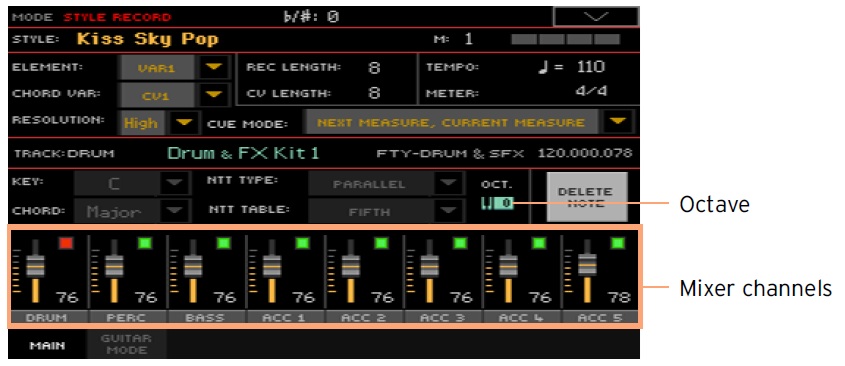 MODE STYLE RECORD b/#: 0
STYLE: Kiss Sky Pop M: 1
ELEMENT: VAR1 REC LENGTH: 8 TEMPO: ♩ = 110
CHORD VAR: CV1 CV LENGTH: 8 METER: 4/4
RESOLUTION: High CUE MODE: NEXT MEASURE, CURRENT MEASURE
TRACK:DRUM Drum & FX Kit 1 FTY-DRUM & SFX 120.000.078
KEY: C NTT TYPE: PARALLEL OCT. DELETE NOTE
CHORD: Major NTT TABLE: FIFTH 0
Octave
76 76 76 76 76 76 76 78
Mixer channels
DRUM PERC BASS ACC 1 ACC 2 ACC 3 ACC 4 ACC 5
MAIN GUITAR MODE